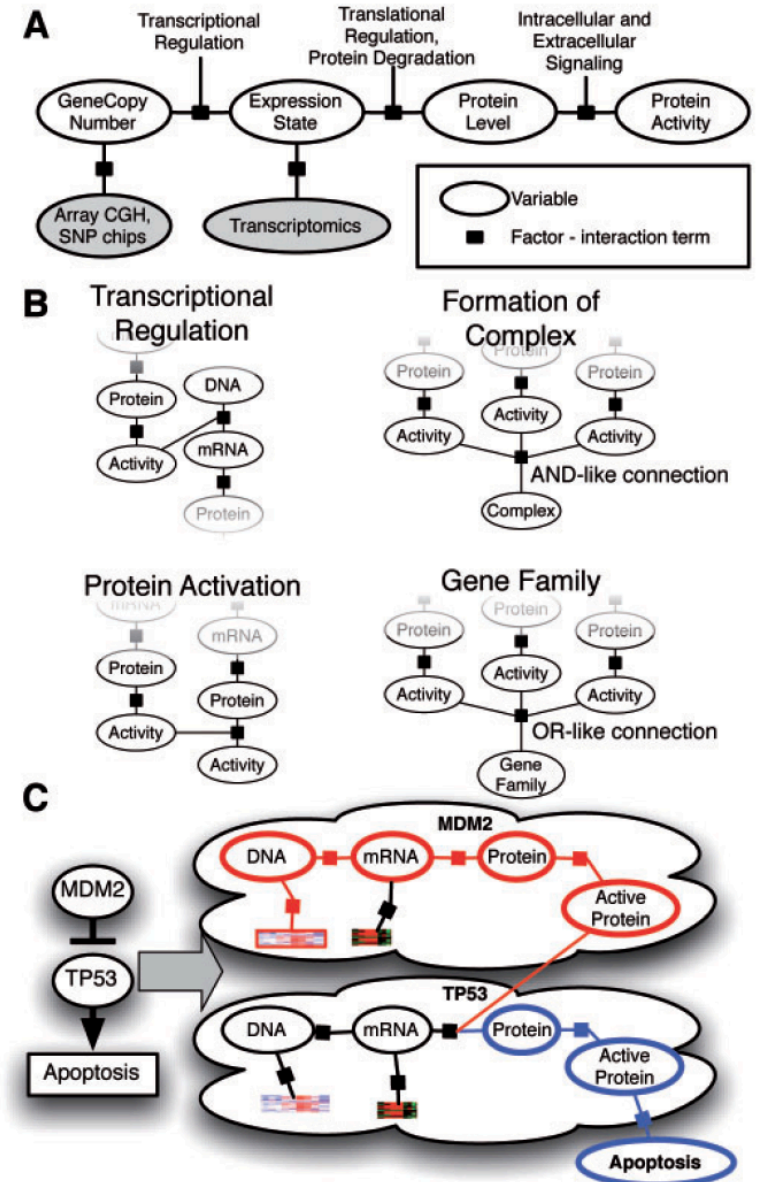 A
Transcriptional
Regulation
Translational
Regulation,
Protein Degradation
Intracellular and
Extracellular
Signaling
GeneCopy
Number
Expression
State
Protein
Level
Protein
Activity
Array CGH,
SNP chips
Transcriptomics
Variable
Factor - interaction term
B
Transcriptional
Regulation
Protein
Activity
DNA
mRNA
Protein
Formation of
Complex
Protein
Protein
Protein
Activity
Activity
Activity
AND-like connection
Complex
Protein Activation
mRNA
Protein
Activity
mRNA
Protein
Activity
Gene Family
Protein
Protein
Protein
Activity
Activity
Activity
OR-like connection
Gene
Family
C
MDM2
TP53
Apoptosis
MDM2
DNA
mRNA
Protein
Active
Protein
TP53
DNA
mRNA
Protein
Active
Protein
Apoptosis